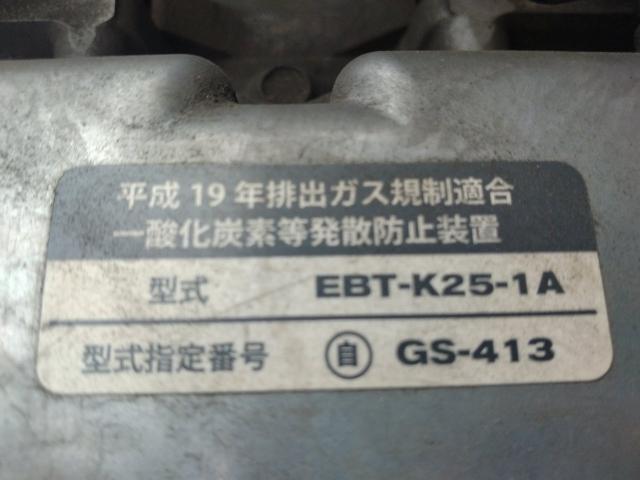 平成19年排出ガス規制適合
一酸化炭素等発散防止装置
型式 EBT-K25-1A
型式指定番号 自 GS-413